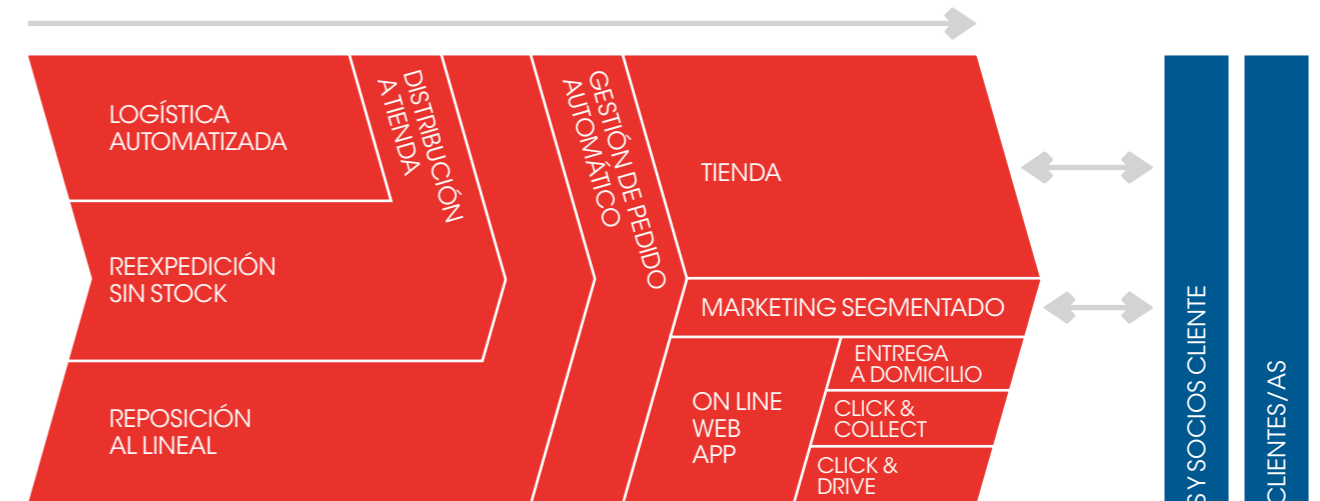 LOGÍSTICA
AUTOMATIZADA
REEXPEDICIÓN
SIN STOCK
REPOSICIÓN
AL LINEAL
DISTRIBUCIÓN
A TIENDA
GESTIÓN DE PEDIDO
AUTOMÁTICO
TIENDA
MARKETING SEGMENTADO
ON LINE
WEB
APP
ENTREGA
A DOMICILIO
CLICK &
COLLECT
CLICK &
DRIVE
Y SOCIOS CLIENTE
CLIENTES/AS